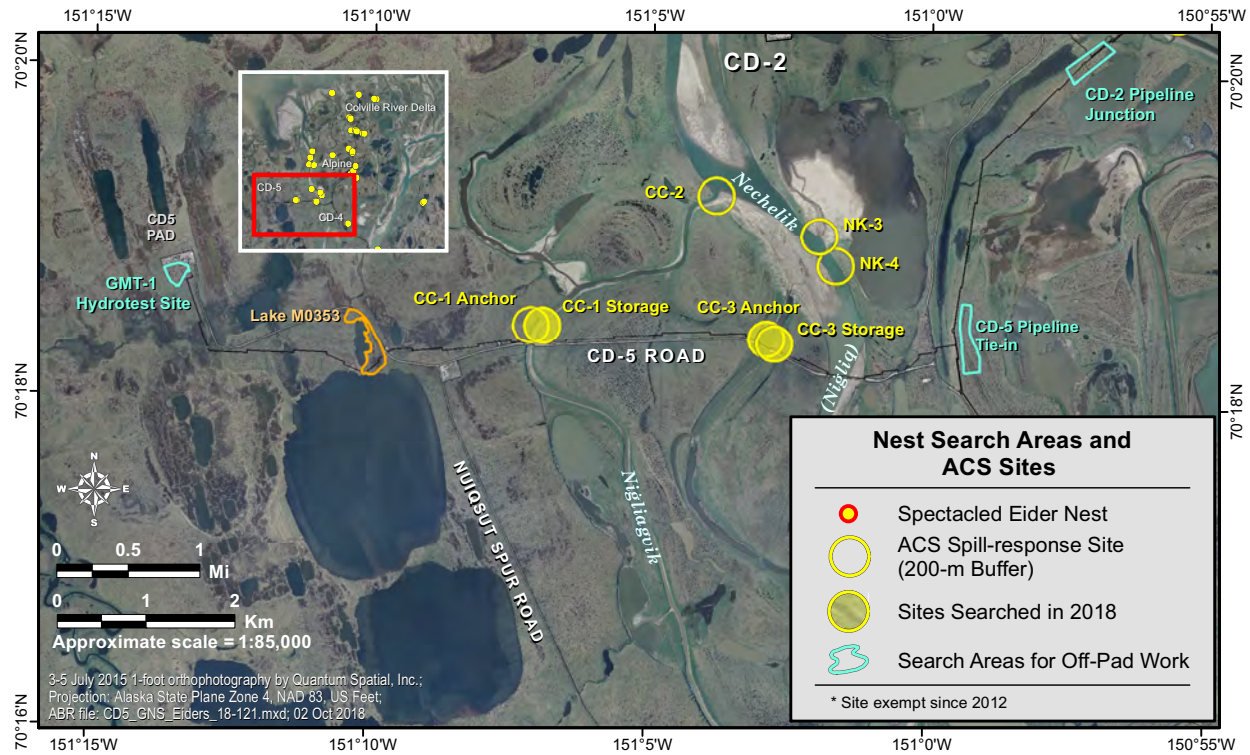 151°15'W
151°10'W
151°5'W
151°0'W
150°55'W
70°20'N
70°20'N
CD-2
Colville River Delta
Alpine
CD-5
CD-4
CD-2 Pipeline
Junction
CC-2
Nechelik
NK-3
NK-4
CD5
PAD
GMT-1
Hydrotest Site
Lake M0353
CC-1 Anchor
CC-1 Storage
CC-3 Anchor
CC-3 Storage
CD-5 Pipeline
Tie-in
CD-5 ROAD
(Nigliq)
70°18'N
70°18'N
NUIQSUT SPUR ROAD
Nigliagvik
N
W
E
S
0 0.5 1
Mi
0 1 2
Km
Approximate scale = 1:85,000
3-5 July 2015 1-foot orthophotography by Quantum Spatial, Inc.;
Projection: Alaska State Plane Zone 4, NAD 83, US Feet;
ABR file: CD5_GNS_Eiders_18-121.mxd; 02 Oct 2018
Nest Search Areas and
ACS Sites
Spectacled Eider Nest
ACS Spill-response Site
(200-m Buffer)
Sites Searched in 2018
Search Areas for Off-Pad Work
* Site exempt since 2012
70°16'N
151°15'W
151°10'W
151°5'W
151°0'W
150°55'W